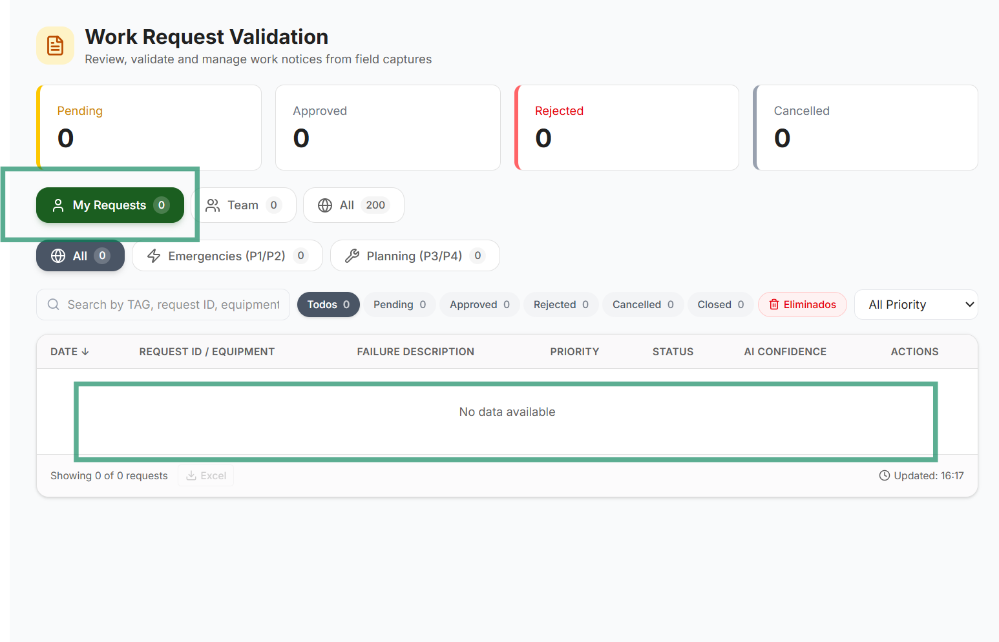 Work Request Validation
Review, validate and manage work notices from field captures
Pending
0
Approved
0
Rejected
0
Cancelled
0
My Requests 0
Team 0
All 200
All 0
Emergencies (P1/P2) 0
Planning (P3/P4) 0
Search by TAG, request ID, equipment
Todos 0
Pending 0
Approved 0
Rejected 0
Cancelled 0
Closed 0
Eliminados
All Priority
DATE ↓ REQUEST ID / EQUIPMENT FAILURE DESCRIPTION PRIORITY STATUS AI CONFIDENCE ACTIONS
No data available
Showing 0 of 0 requests
Excel
Updated: 16:17